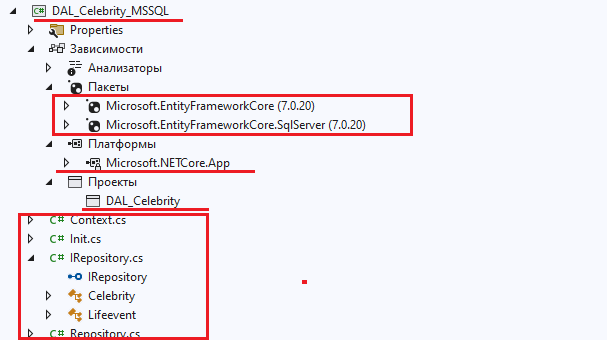 DAL_Celebrity_MSSQL
Properties
Зависимости
Анализаторы
Пакеты
Microsoft.EntityFrameworkCore (7.0.20)
Microsoft.EntityFrameworkCore.SqlServer (7.0.20)
Платформы
Microsoft.NETCore.App
Проекты
DAL_Celebrity
C# Context.cs
C# Init.cs
C# IRepository.cs
IRepository
Celebrity
Lifeevent
C# Repository.cs